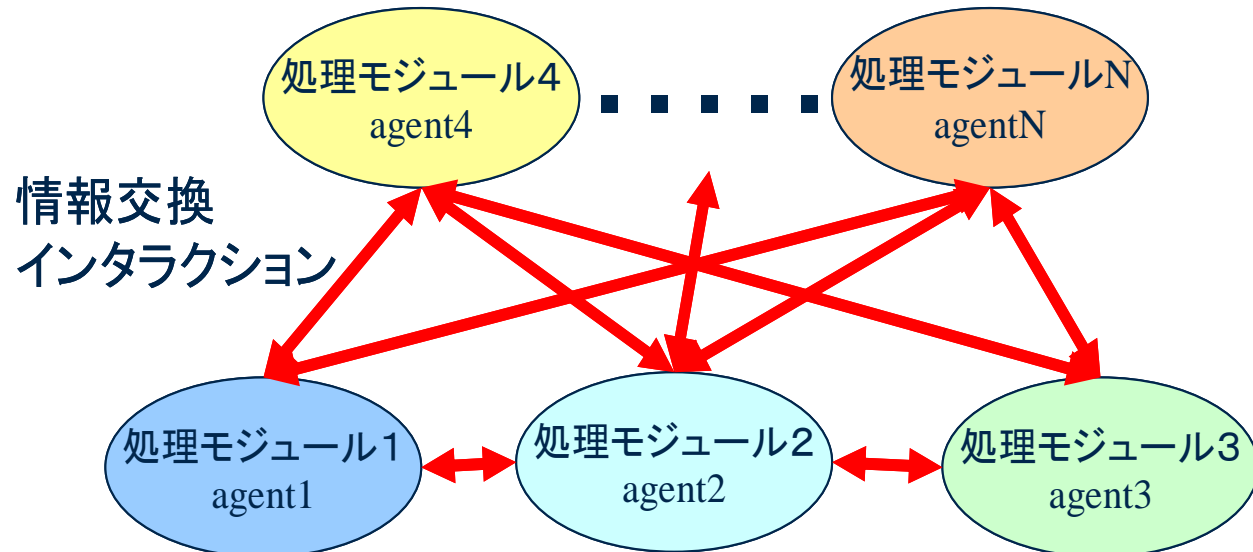 処理モジュール４
agent4
処理モジュールN
agentN
情報交換
インタラクション
処理モジュール１
agent1
処理モジュール２
agent2
処理モジュール３
agent3